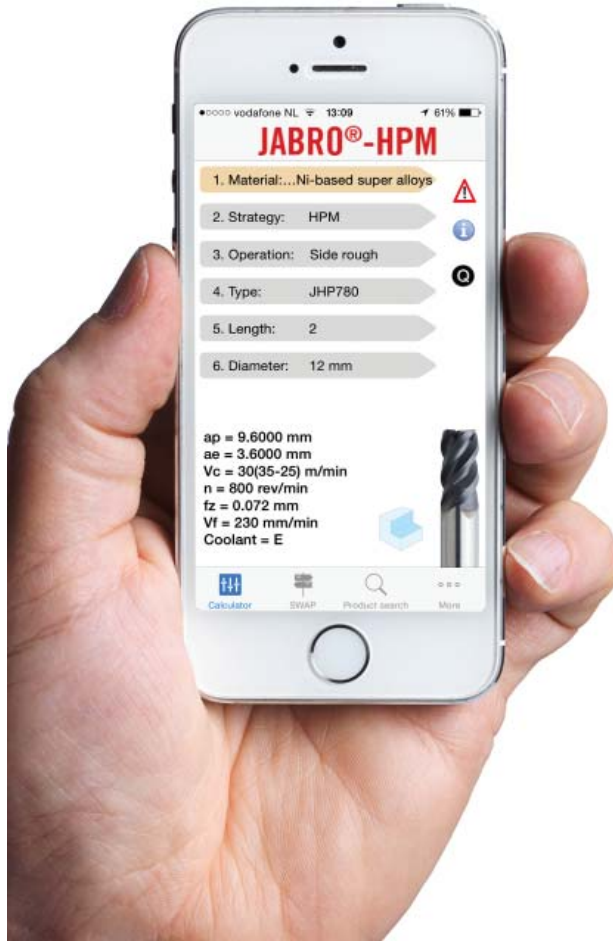 vodafone NL 13:09 61%
JABRO®-HPM
1. Material:...Ni-based super alloys
2. Strategy: HPM
3. Operation: Side rough
4. Type: JHP780
5. Length: 2
6. Diameter: 12 mm
Q
ap = 9.6000 mm
ae = 3.6000 mm
Vc = 30(35-25) m/min
n = 800 rev/min
fz = 0.072 mm
Vf = 230 mm/min
Coolant = E
Calculator SWAP Product search More